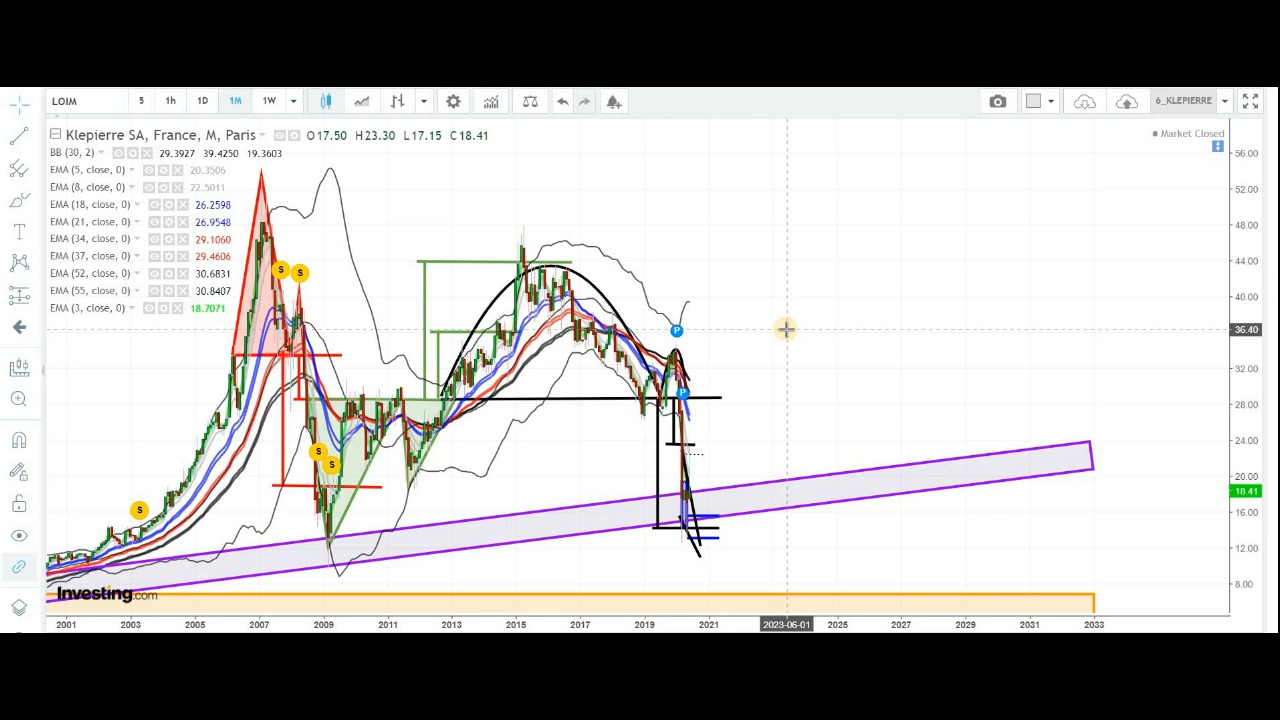 LOIM 5 1h 1D 1M 1W 6_KLEPIERRE
Klepierre SA, France, M, Paris O17.50 H23.30 L17.15 C18.41
Market Closed
BB (30, 2) 29.3927 39.4250 19.3603
EMA (5, close, 0) 20.3506
EMA (8, close, 0) 22.5011
EMA (18, close, 0) 26.2598
EMA (21, close, 0) 26.9548
EMA (34, close, 0) 29.1060
EMA (37, close, 0) 29.4606
EMA (52, close, 0) 30.6831
EMA (55, close, 0) 30.8407
EMA (3, close, 0) 18.7071
56.00
52.00
48.00
44.00
40.00
36.40
32.00
28.00
24.00
20.00
18.41
16.00
12.00
8.00
S
S
S
S
S
P
P
Investing.com
2001 2003 2005 2007 2009 2011 2013 2015 2017 2019 2021 2023-06-01 2025 2027 2029 2031 2033